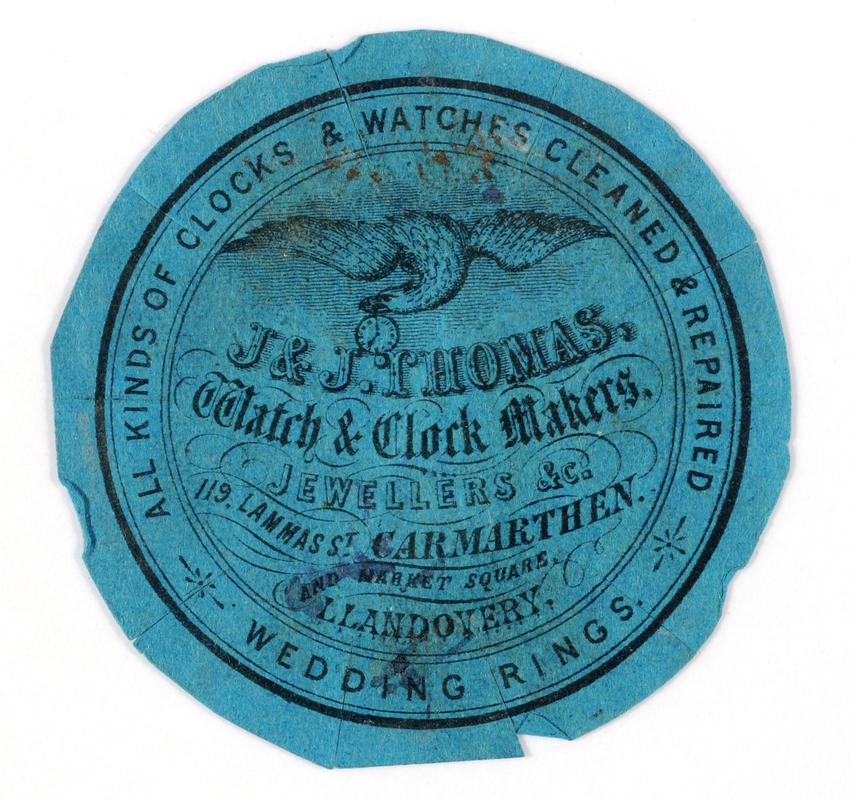 ALL KINDS OF CLOCKS & WATCHES CLEANED & REPAIRED
J & J. THOMAS,
Watch & Clock Makers,
JEWELLERS &c.
119, LAMMAS ST. CARMARTHEN.
AND MARKET SQUARE,
LLANDOVERY.
WEDDING RINGS.